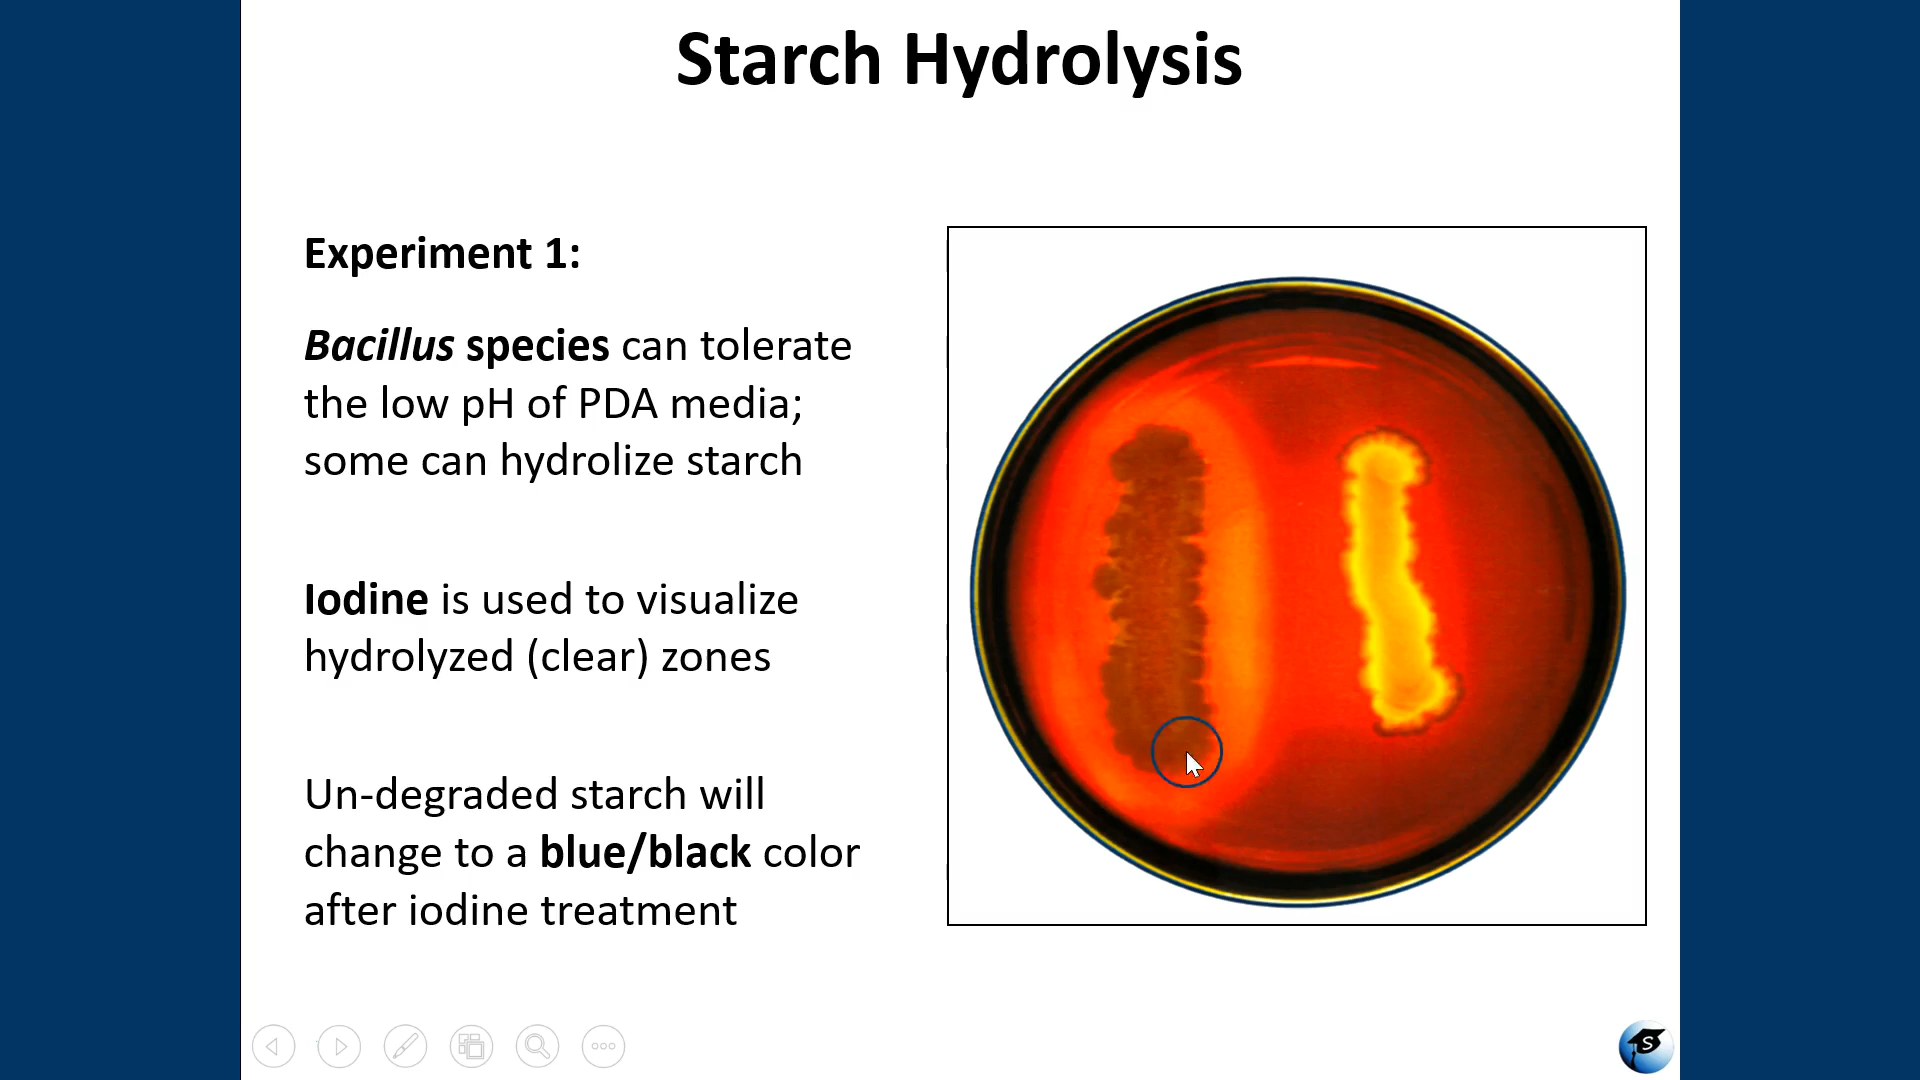 Starch Hydrolysis
Experiment 1:
Bacillus species can tolerate
the low pH of PDA media;
some can hydrolize starch
Iodine is used to visualize
hydrolyzed (clear) zones
Un-degraded starch will
change to a blue/black color
after iodine treatment
S